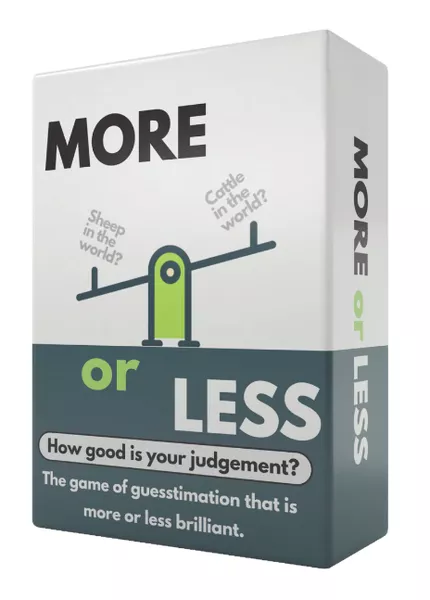 MORE
Sheep
in the
world?
Cattle
in the
world?
or
LESS
How good is your judgement?
The game of guesstimation that is
more or less brilliant.
MORE or LESS